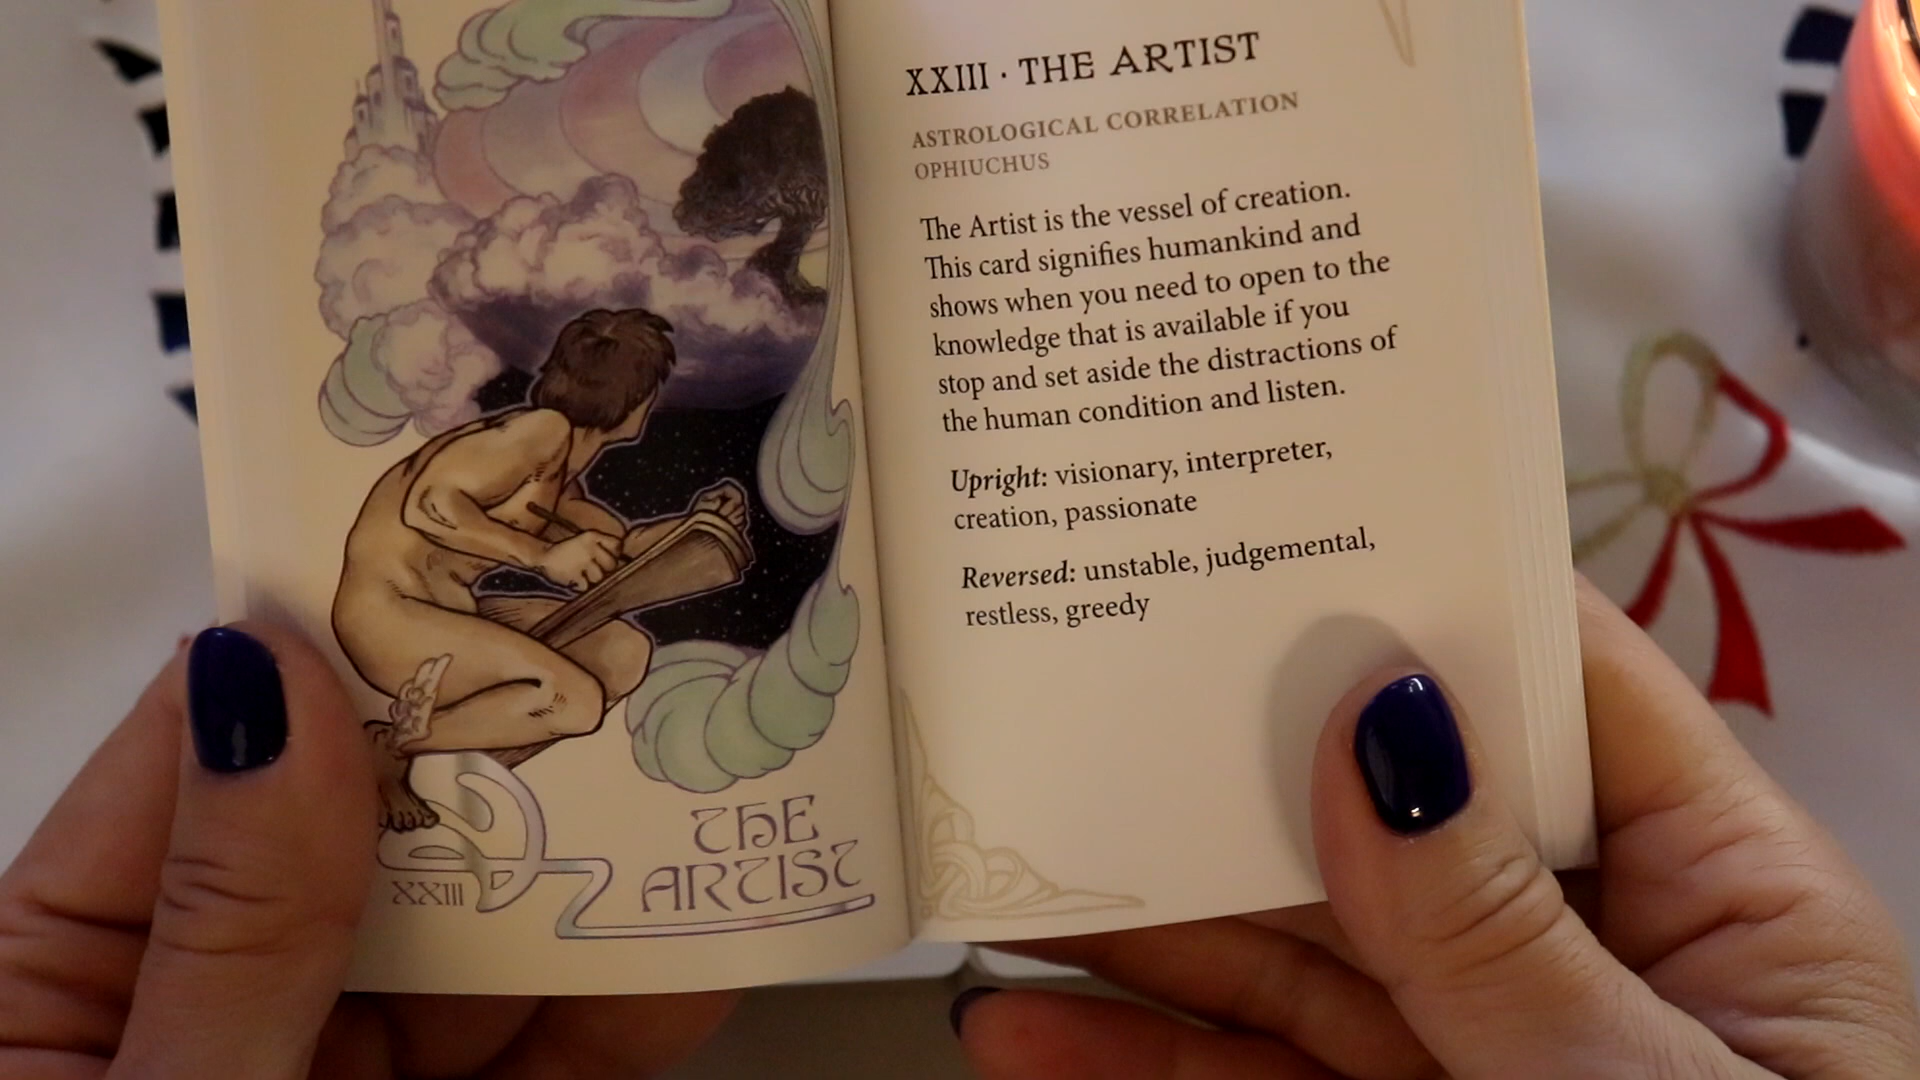 THE
ARTIST
XXIII
XXIII · THE ARTIST
ASTROLOGICAL CORRELATION
OPHIUCHUS
The Artist is the vessel of creation.
This card signifies humankind and
shows when you need to open to the
knowledge that is available if you
stop and set aside the distractions of
the human condition and listen.
Upright: visionary, interpreter,
creation, passionate
Reversed: unstable, judgemental,
restless, greedy